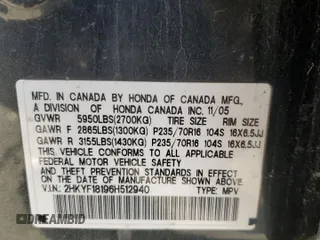 MFD. IN CANADA BY HONDA OF CANADA MFG.,
A DIVISION OF HONDA CANADA INC. 11/05
GVWR 5950LBS(2700KG) TIRE SIZE RIM SIZE
GAWR F 2865LBS(1300KG) P235/70R16 104S 16X6.5JJ
GAWR R 3155LBS(1430KG) P235/70R16 104S 16X6.5JJ
THIS VEHICLE CONFORMS TO ALL APPLICABLE
FEDERAL MOTOR VEHICLE SAFETY AND
THEFT PREVENTION STANDARDS IN EFFECT ON
THE DATE OF MANUFACTURE SHOWN ABOVE.
V.I.N.: 2HKYF18196H512940 TYPE: MPV